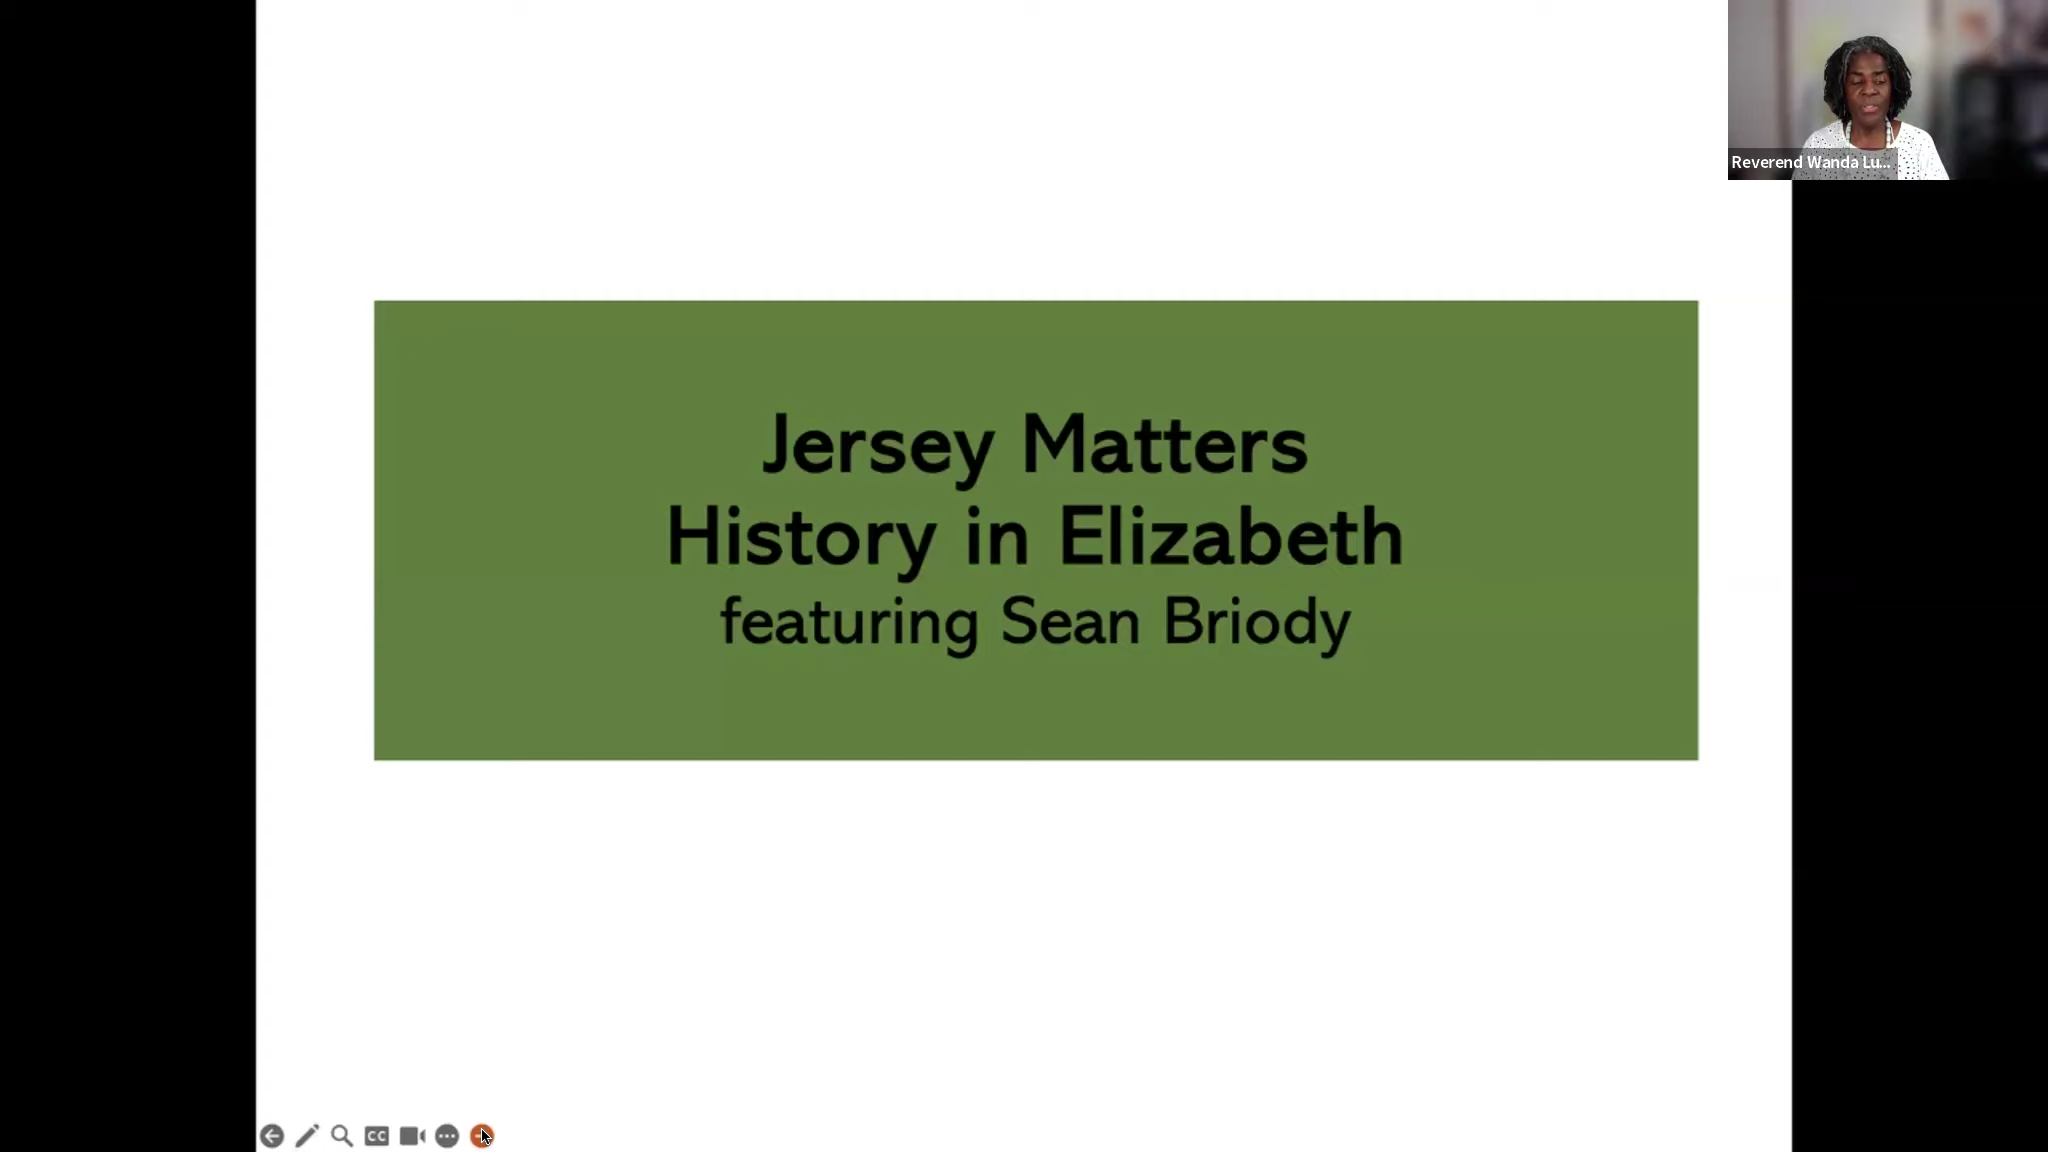 Reverend Wanda Lu...
Jersey Matters
History in Elizabeth
featuring Sean Briody
CC